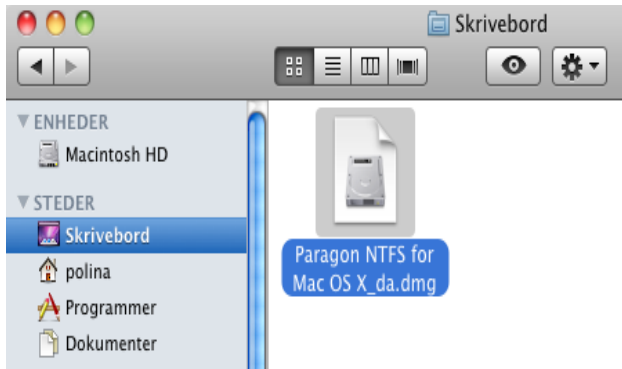 Skrivebord
ENHEDER
Macintosh HD
STEDER
Skrivebord
polina
Programmer
Dokumenter
Paragon NTFS for
Mac OS X_da.dmg